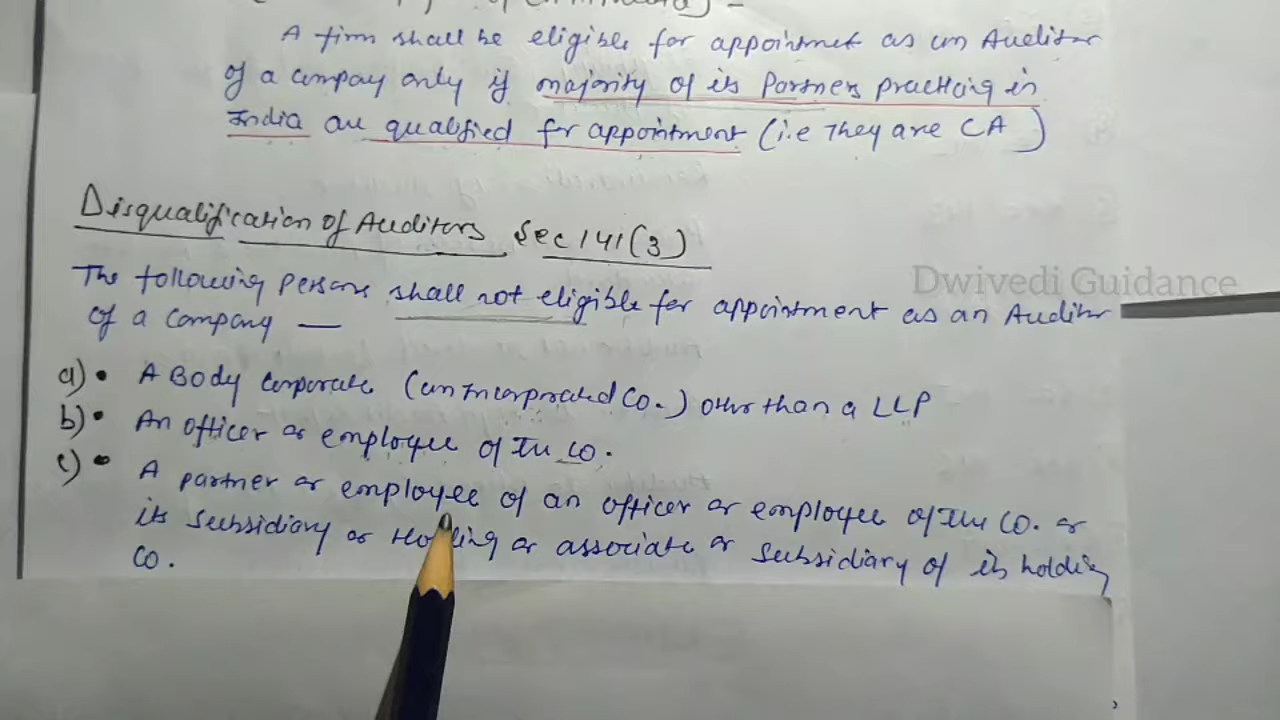 A firm shall be eligible for appointmet as an Auditor
of a compay only if majority of its Partners practicing in
India are qualified for appointment (i.e They are CA)
Disqualification of Auditors Sec 141(3)
Dwivedi Guidance
The following persons shall not eligible for appointment as an Auditor
of a company —
a) • A Body Corporate (an Incorporated Co.) other than a LLP
b) • An officer or employee of The CO.
c) • A partner or employee of an officer or employee of The CO. or
its subsidiary or Holding or associate or subsidiary of its holding
CO.